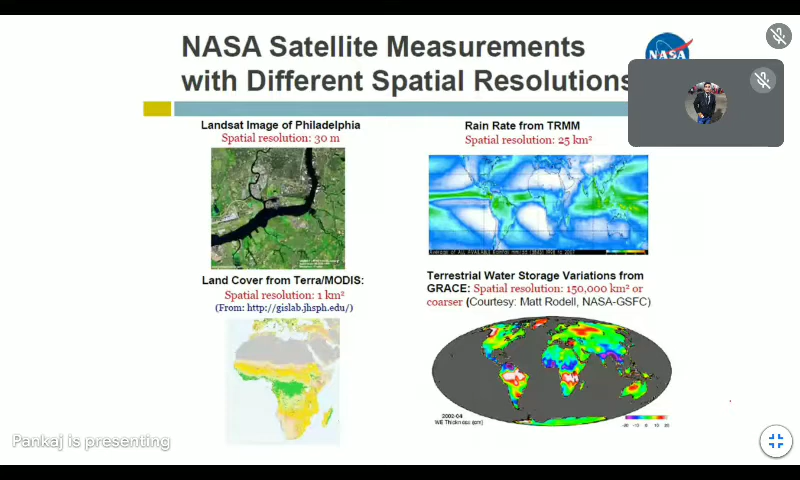 NASA Satellite Measurements
with Different Spatial Resolutions
NASA
Landsat Image of Philadelphia
Spatial resolution: 30 m
Rain Rate from TRMM
Spatial resolution: 25 km²
Land Cover from Terra/MODIS:
Spatial resolution: 1 km²
(From: http://gislab.jhsph.edu/)
Terrestrial Water Storage Variations from
GRACE: Spatial resolution: 150,000 km² or
coarser (Courtesy: Matt Rodell, NASA-GSFC)
2002-04
WE Thickness (cm)
Pankaj is presenting